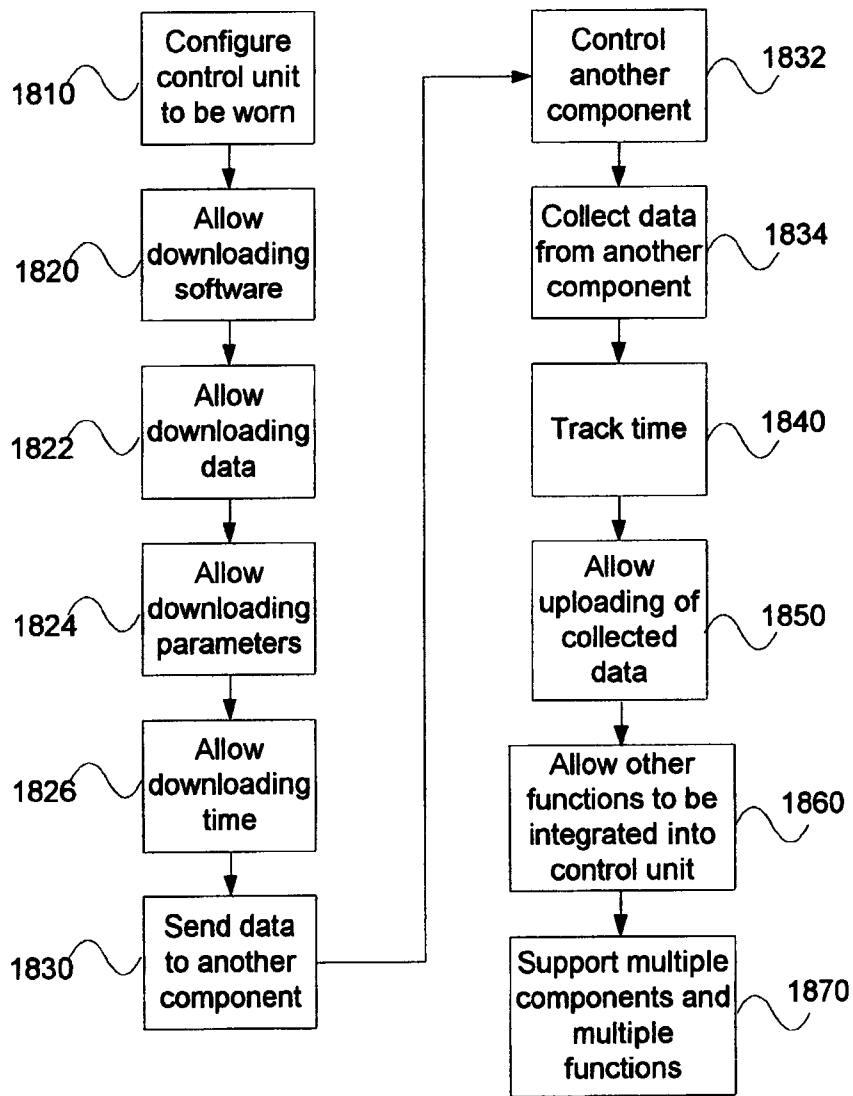 1810
Configure
control unit
to be worn
1820
Allow
downloading
software
1822
Allow
downloading
data
1824
Allow
downloading
parameters
1826
Allow
downloading
time
1830
Send data
to another
component
Control
another
component
1832
Collect data
from another
component
1834
Track time
1840
Allow
uploading of
collected
data
1850
Allow other
functions to be
integrated into
control unit
1860
Support multiple
components and
multiple
functions
1870